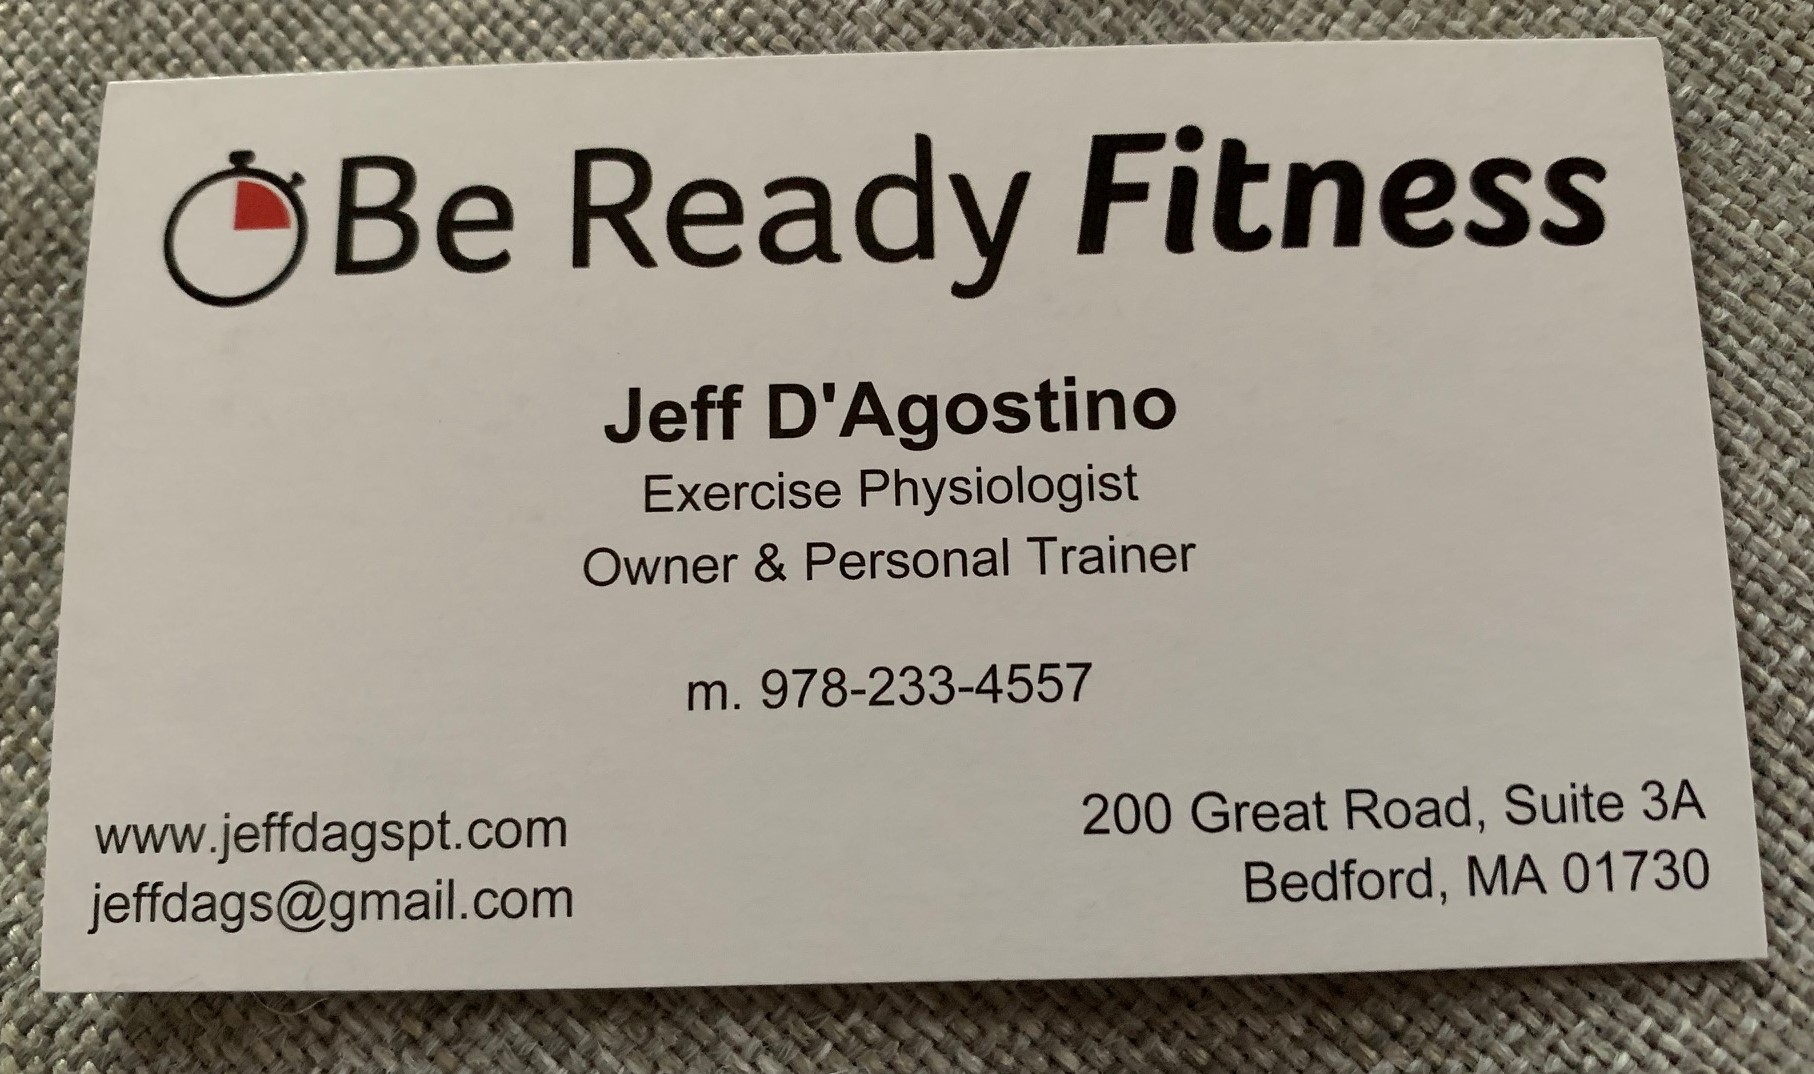 Be Ready Fitness
Jeff D'Agostino
Exercise Physiologist
Owner & Personal Trainer
m. 978-233-4557
www.jeffdagspt.com
jeffdags@gmail.com
200 Great Road, Suite 3A
Bedford, MA 01730